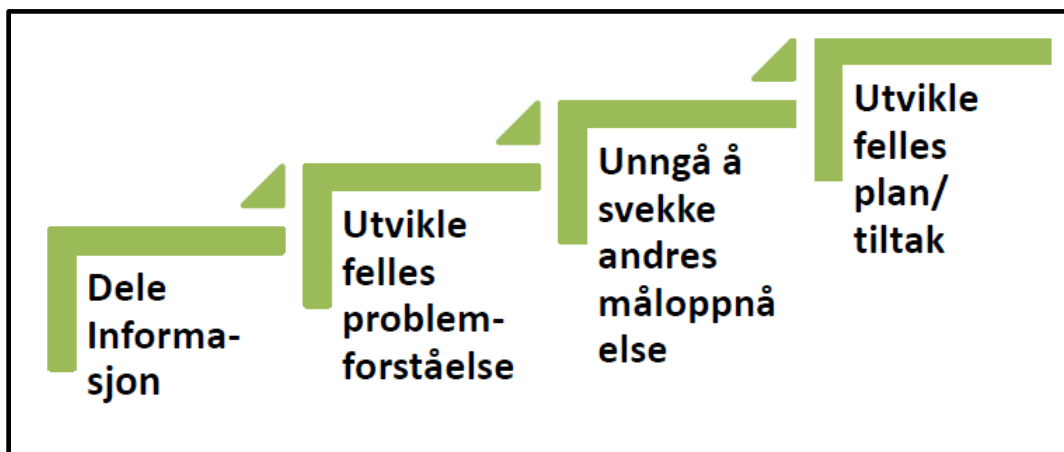 Dele
Informa-
sjon
Utvikle
felles
problem-
forståelse
Unngå å
svekke
andres
måloppnå
else
Utvikle
felles
plan/
tiltak